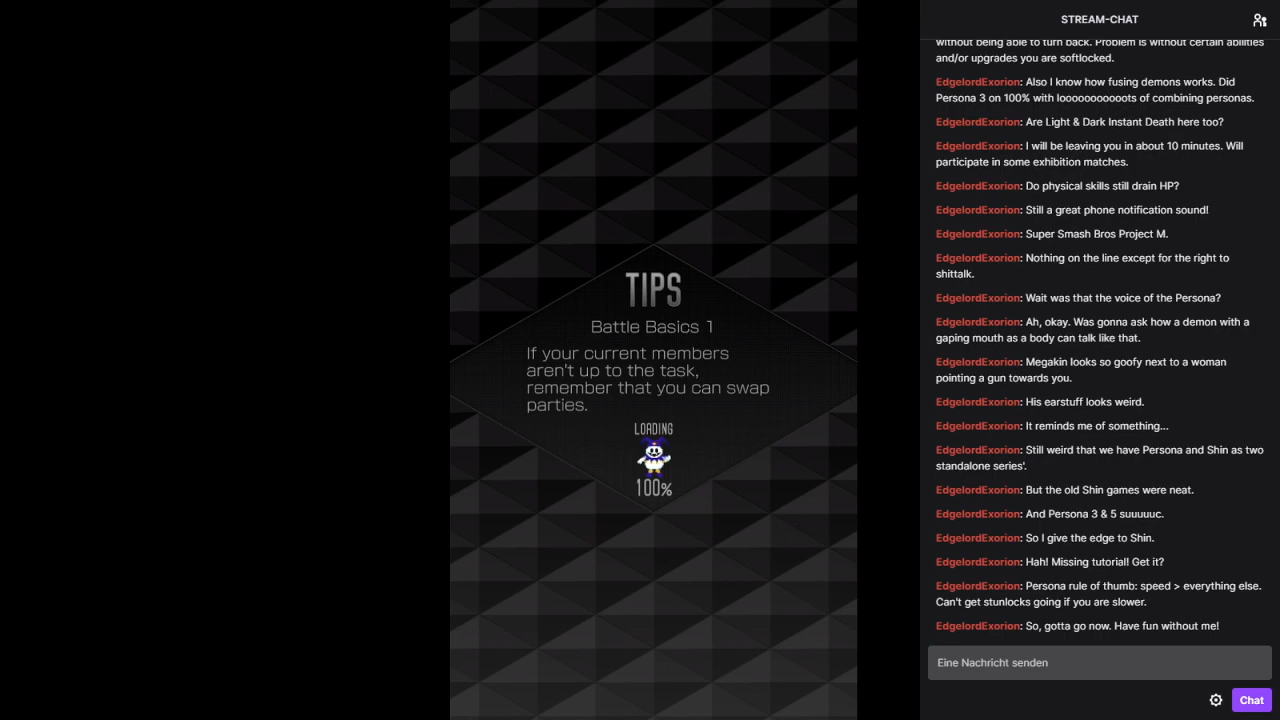 TIPS
Battle Basics 1
If your current members
aren't up to the task,
remember that you can swap
parties.
LOADING
100%
STREAM-CHAT
without being able to turn back. Problem is without certain abilities
and/or upgrades you are softlocked.
EdgelordExorion: Also I know how fusing demons works. Did
Persona 3 on 100% with looooooooooots of combining personas.
EdgelordExorion: Are Light & Dark Instant Death here too?
EdgelordExorion: I will be leaving you in about 10 minutes. Will
participate in some exhibition matches.
EdgelordExorion: Do physical skills still drain HP?
EdgelordExorion: Still a great phone notification sound!
EdgelordExorion: Super Smash Bros Project M.
EdgelordExorion: Nothing on the line except for the right to
shittalk.
EdgelordExorion: Wait was that the voice of the Persona?
EdgelordExorion: Ah, okay. Was gonna ask how a demon with a
gaping mouth as a body can talk like that.
EdgelordExorion: Megakin looks so goofy next to a woman
pointing a gun towards you.
EdgelordExorion: His earstuff looks weird.
EdgelordExorion: It reminds me of something...
EdgelordExorion: Still weird that we have Persona and Shin as two
standalone series'.
EdgelordExorion: But the old Shin games were neat.
EdgelordExorion: And Persona 3 & 5 suuuuuc.
EdgelordExorion: So I give the edge to Shin.
EdgelordExorion: Hah! Missing tutorial! Get it?
EdgelordExorion: Persona rule of thumb: speed > everything else.
Can't get stunlocks going if you are slower.
EdgelordExorion: So, gotta go now. Have fun without me!
Eine Nachricht senden
Chat